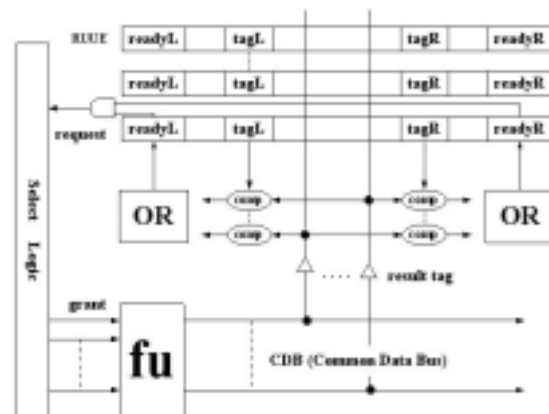 RUUE readyL tagL tagR readyR
readyL tagL tagR readyR
request readyL tagL tagR readyR
OR comp comp OR
comp comp
result tag
Select Logic
grant
fu
CDB (Common Data Bus)